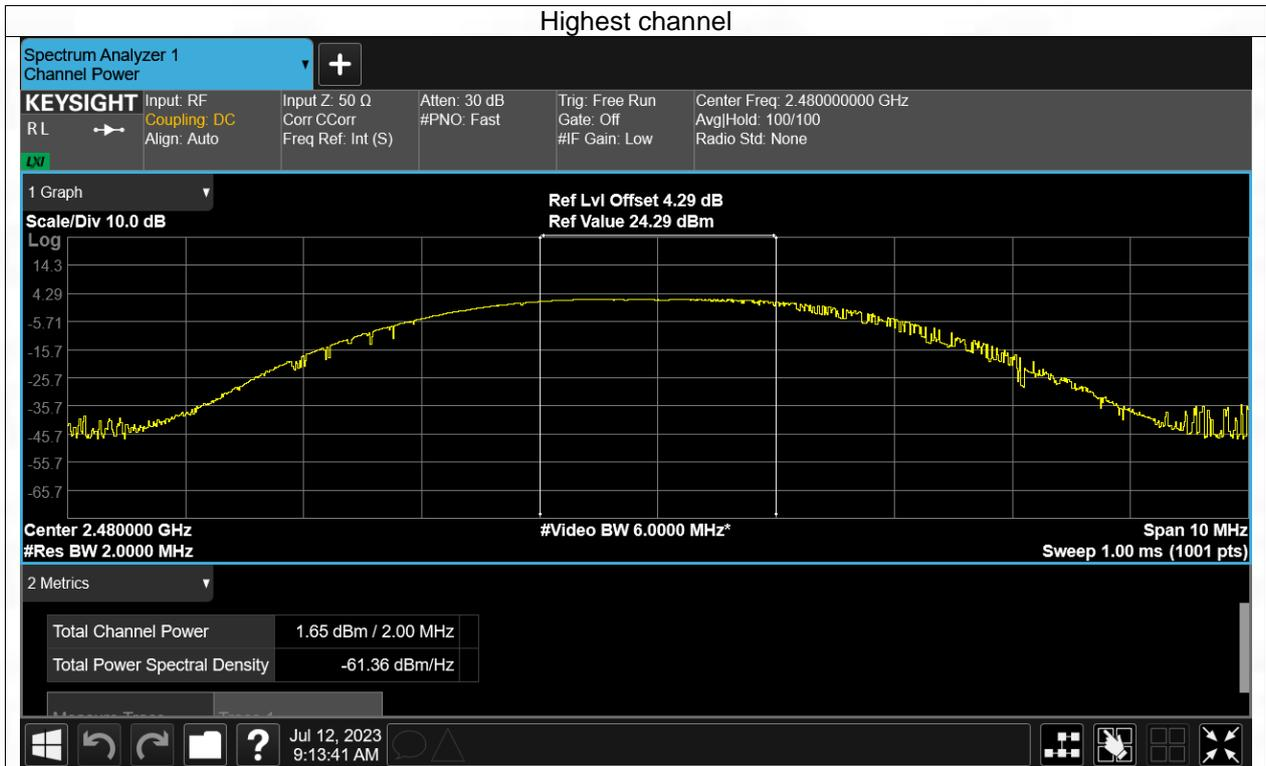 Highest channel
Spectrum Analyzer 1
Channel Power
KEYSIGHT
RL
LXI
Input: RF
Coupling: DC
Align: Auto
Input Z: 50 Ω
Corr CCorr
Freq Ref: Int (S)
Atten: 30 dB
#PNO: Fast
Trig: Free Run
Gate: Off
#IF Gain: Low
Center Freq: 2.480000000 GHz
Avg|Hold: 100/100
Radio Std: None
1 Graph
Scale/Div 10.0 dB
Ref Lvl Offset 4.29 dB
Ref Value 24.29 dBm
Log
14.3
4.29
-5.71
-15.7
-25.7
-35.7
-45.7
-55.7
-65.7
Center 2.480000 GHz
#Res BW 2.0000 MHz
#Video BW 6.0000 MHz*
Span 10 MHz
Sweep 1.00 ms (1001 pts)
2 Metrics
Total Channel Power 1.65 dBm / 2.00 MHz
Total Power Spectral Density -61.36 dBm/Hz
Jul 12, 2023
9:13:41 AM